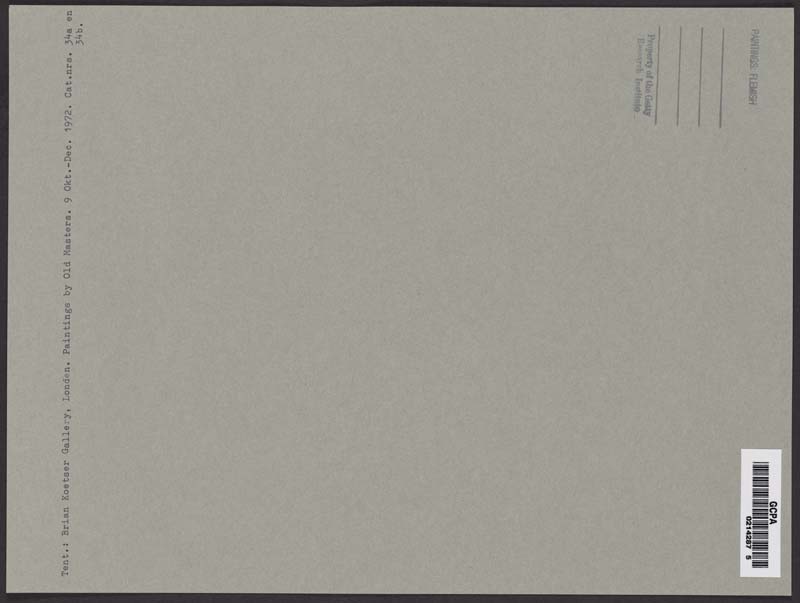 Tent.: Brian Koetser Gallery, Londen. Paintings by Old Masters. 9 Okt.-Dec. 1972. Cat.nrs. 34a en
34b.
PAINTINGS: FLEMISH
Property of the Getty
Research Institute
GCPA
0214287 5